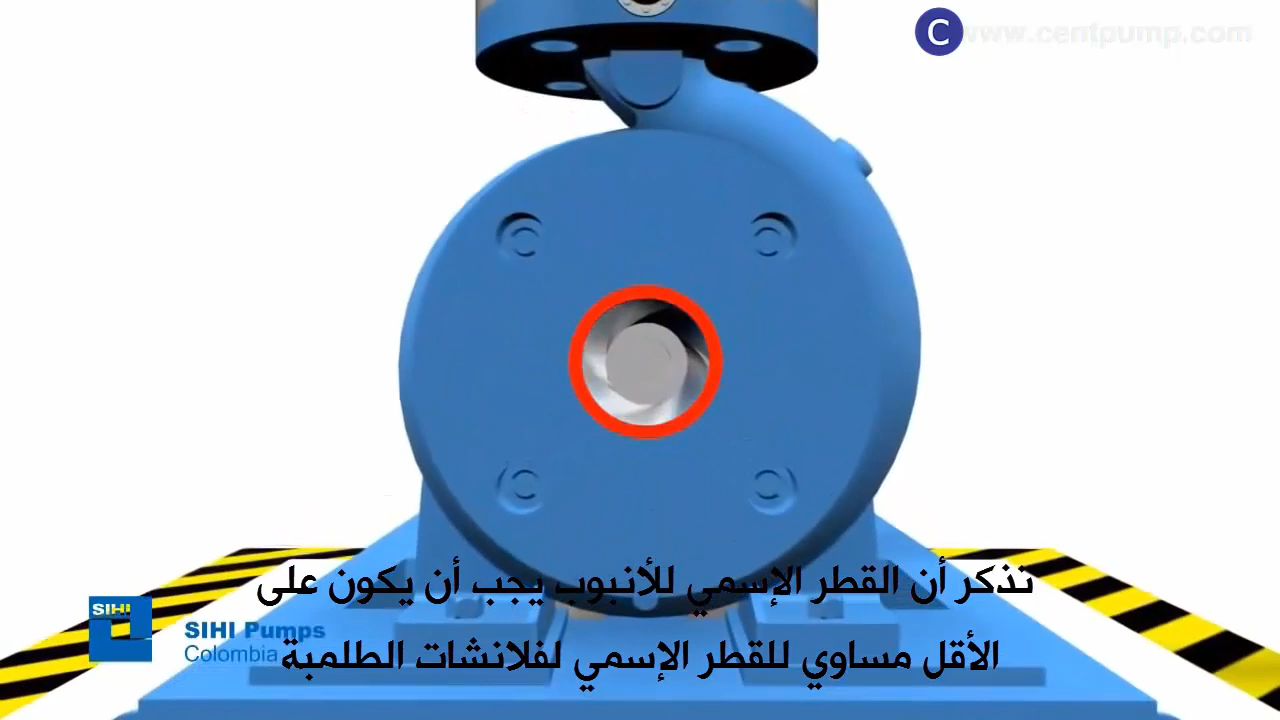 C www.centpump.com
تذكر أن القطر الإسمي للأنبوب يجب أن يكون على
الأقل مساوي للقطر الإسمي لفلانشات الطلمبة
SIHI
SIHI Pumps
Colombia